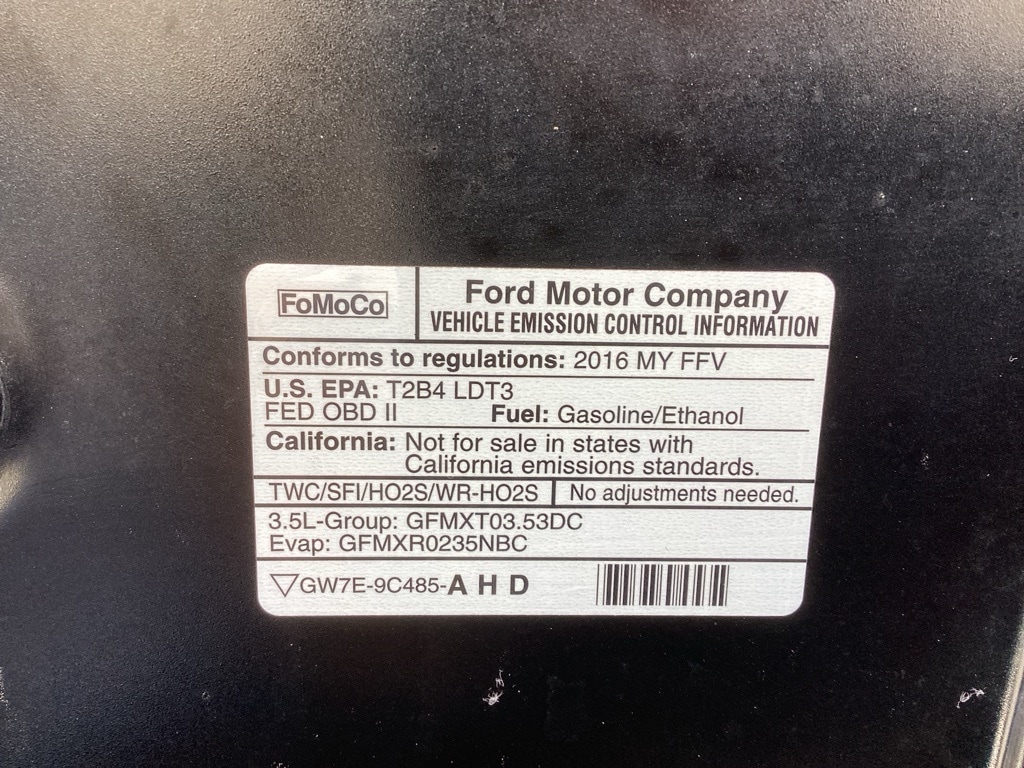 FoMoCo
Ford Motor Company
VEHICLE EMISSION CONTROL INFORMATION
Conforms to regulations: 2016 MY FFV
U.S. EPA: T2B4 LDT3
FED OBD II Fuel: Gasoline/Ethanol
California: Not for sale in states with
California emissions standards.
TWC/SFI/HO2S/WR-HO2S No adjustments needed.
3.5L-Group: GFMXT03.53DC
Evap: GFMXR0235NBC
GW7E-9C485-A H D